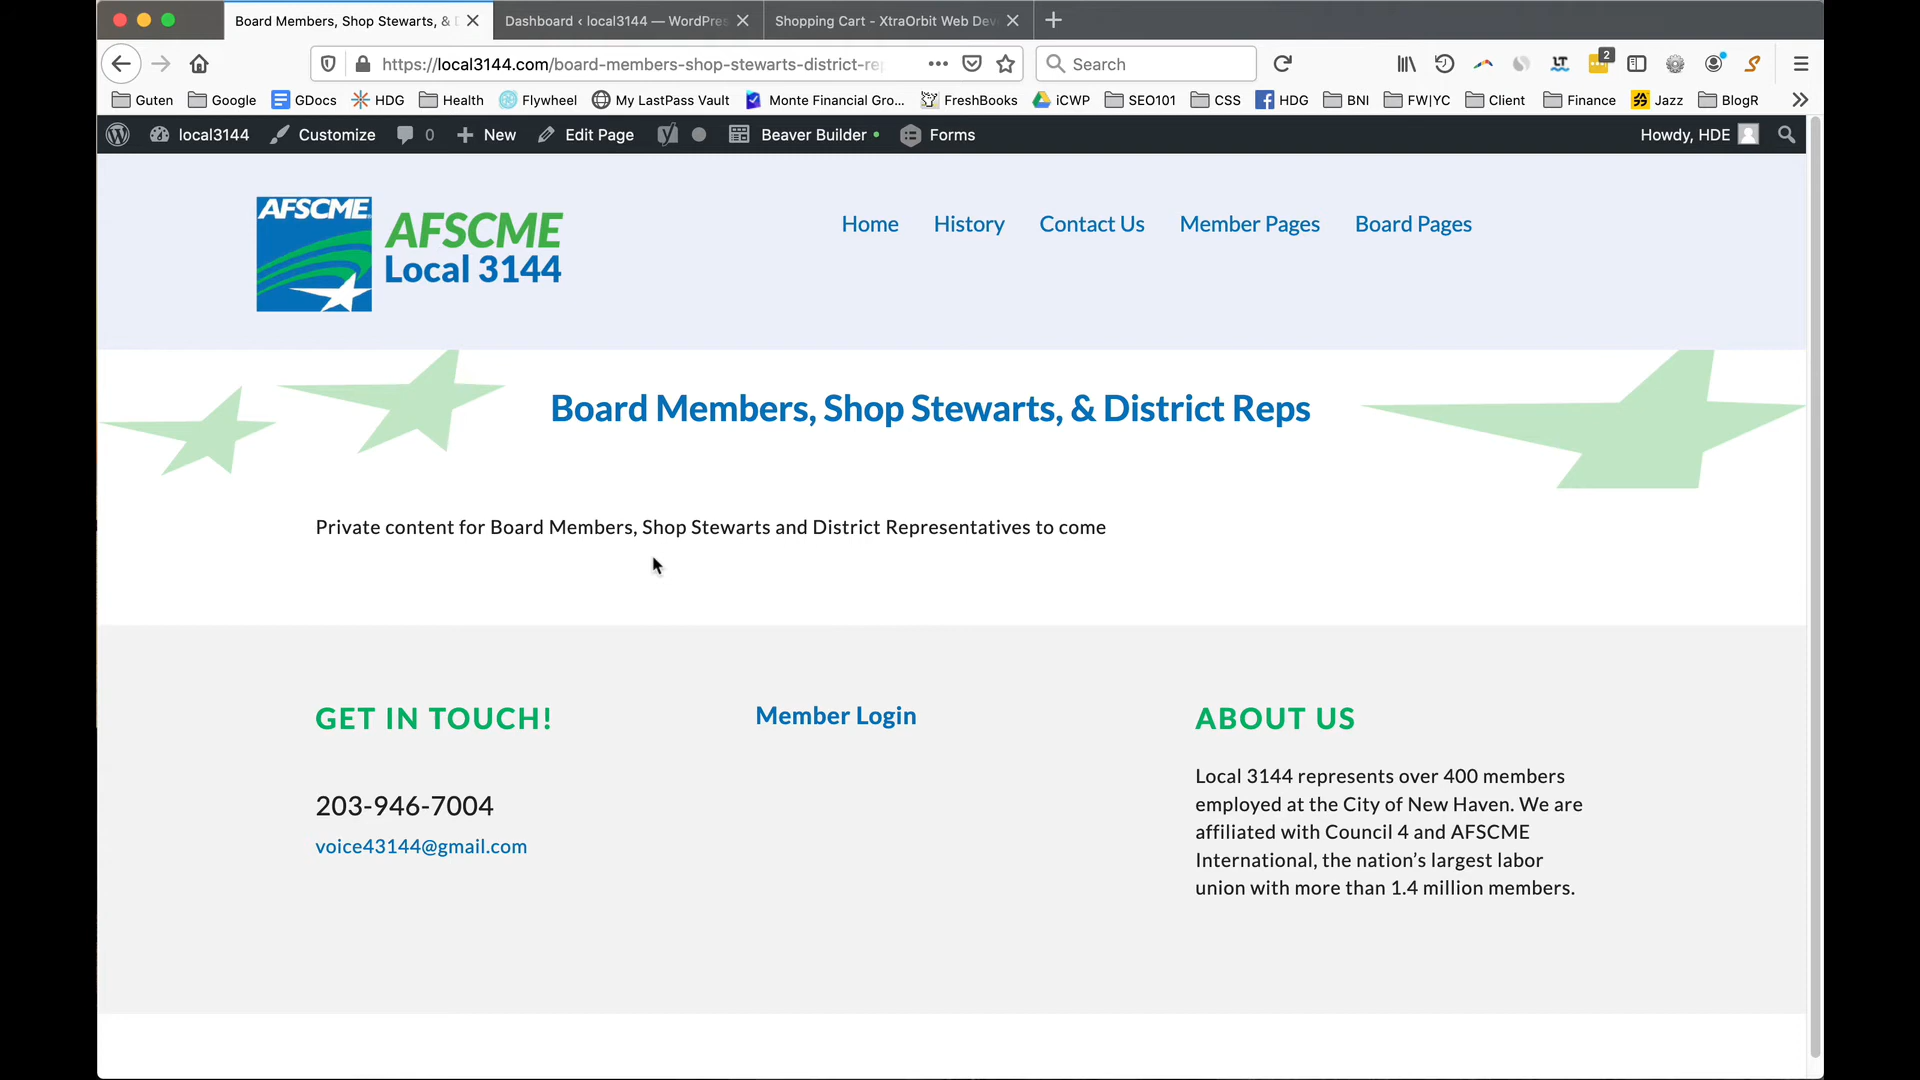 Board Members, Shop Stewarts, & D
Dashboard ‹ local3144 — WordPres
Shopping Cart - XtraOrbit Web Dev
https://local3144.com/board-members-shop-stewarts-district-rep
Search
2
Guten Google GDocs HDG Health Flywheel My LastPass Vault Monte Financial Gro... FreshBooks iCWP SEO101 CSS HDG BNI FW|YC Client Finance Jazz BlogR
local3144 Customize 0 New Edit Page Beaver Builder Forms Howdy, HDE
AFSCME
AFSCME
Local 3144
Home History Contact Us Member Pages Board Pages
Board Members, Shop Stewarts, & District Reps
Private content for Board Members, Shop Stewarts and District Representatives to come
GET IN TOUCH!
203-946-7004
voice43144@gmail.com
Member Login
ABOUT US
Local 3144 represents over 400 members
employed at the City of New Haven. We are
affiliated with Council 4 and AFSCME
International, the nation’s largest labor
union with more than 1.4 million members.